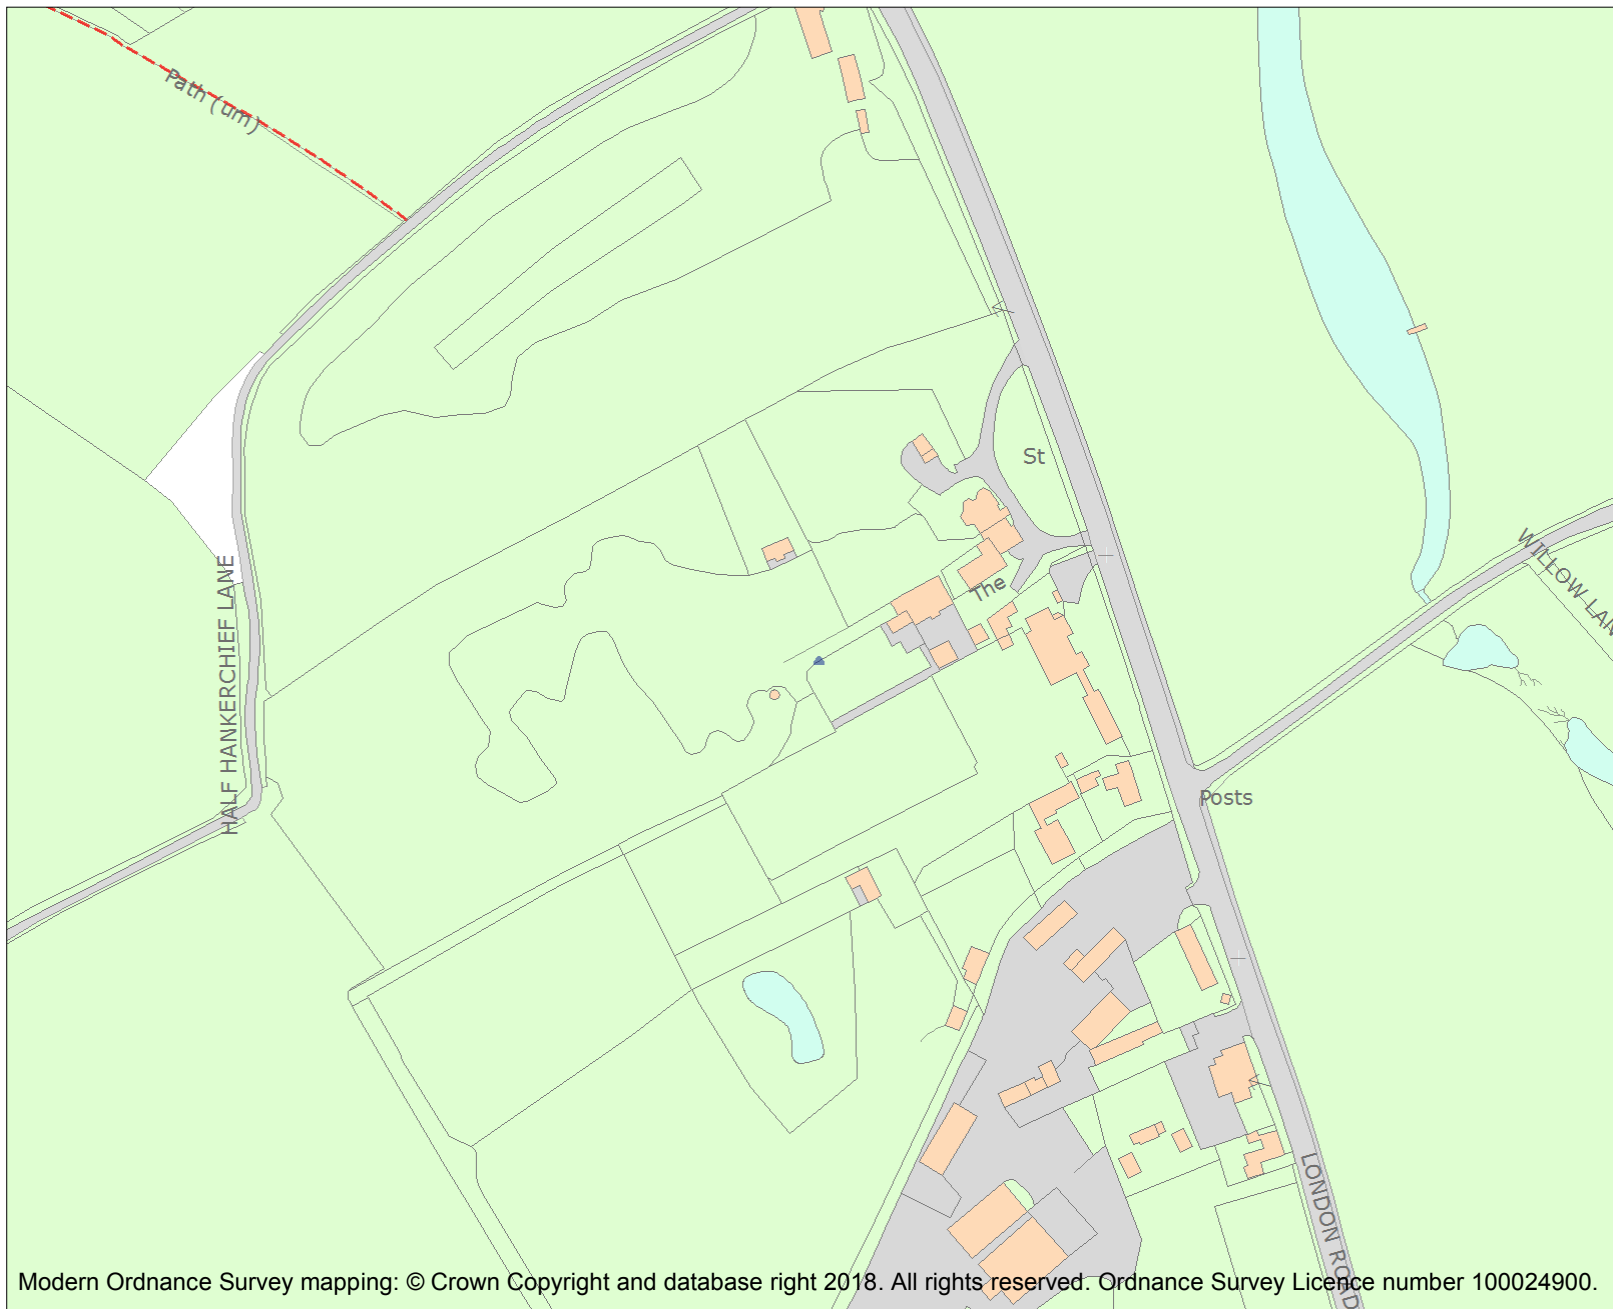 Path (um)
St
WILLOW LAN
The
HALF HANKERCHIEF LANE
Posts
LONDON ROAD
Modern Ordnance Survey mapping: © Crown Copyright and database right 2018. All rights reserved. Ordnance Survey Licence number 100024900.